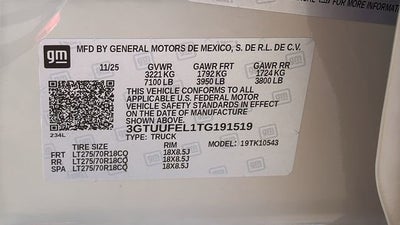 FOR MORE INFORMATION
gm
MFD BY GENERAL MOTORS DE MEXICO, S. DE R.L. DE C.V.
11/25 GVWR GAWR FRT GAWR RR
3221 KG 1792 KG 1724 KG
7100 LB 3950 LB 3800 LB
THIS VEHICLE CONFORMS TO ALL
APPLICABLE U.S. FEDERAL MOTOR
VEHICLE SAFETY STANDARDS IN EFFECT
ON THE DATE OF MANUFACTURE
SHOWN ABOVE.
3GTUUFEL1TG191519
TYPE: TRUCK
234L
TIRE SIZE RIM MODEL: 19TK10543
FRT LT275/70R18CQ 18X8.5J
RR LT275/70R18CQ 18X8.5J
SPA LT275/70R18CQ 18X8.5J